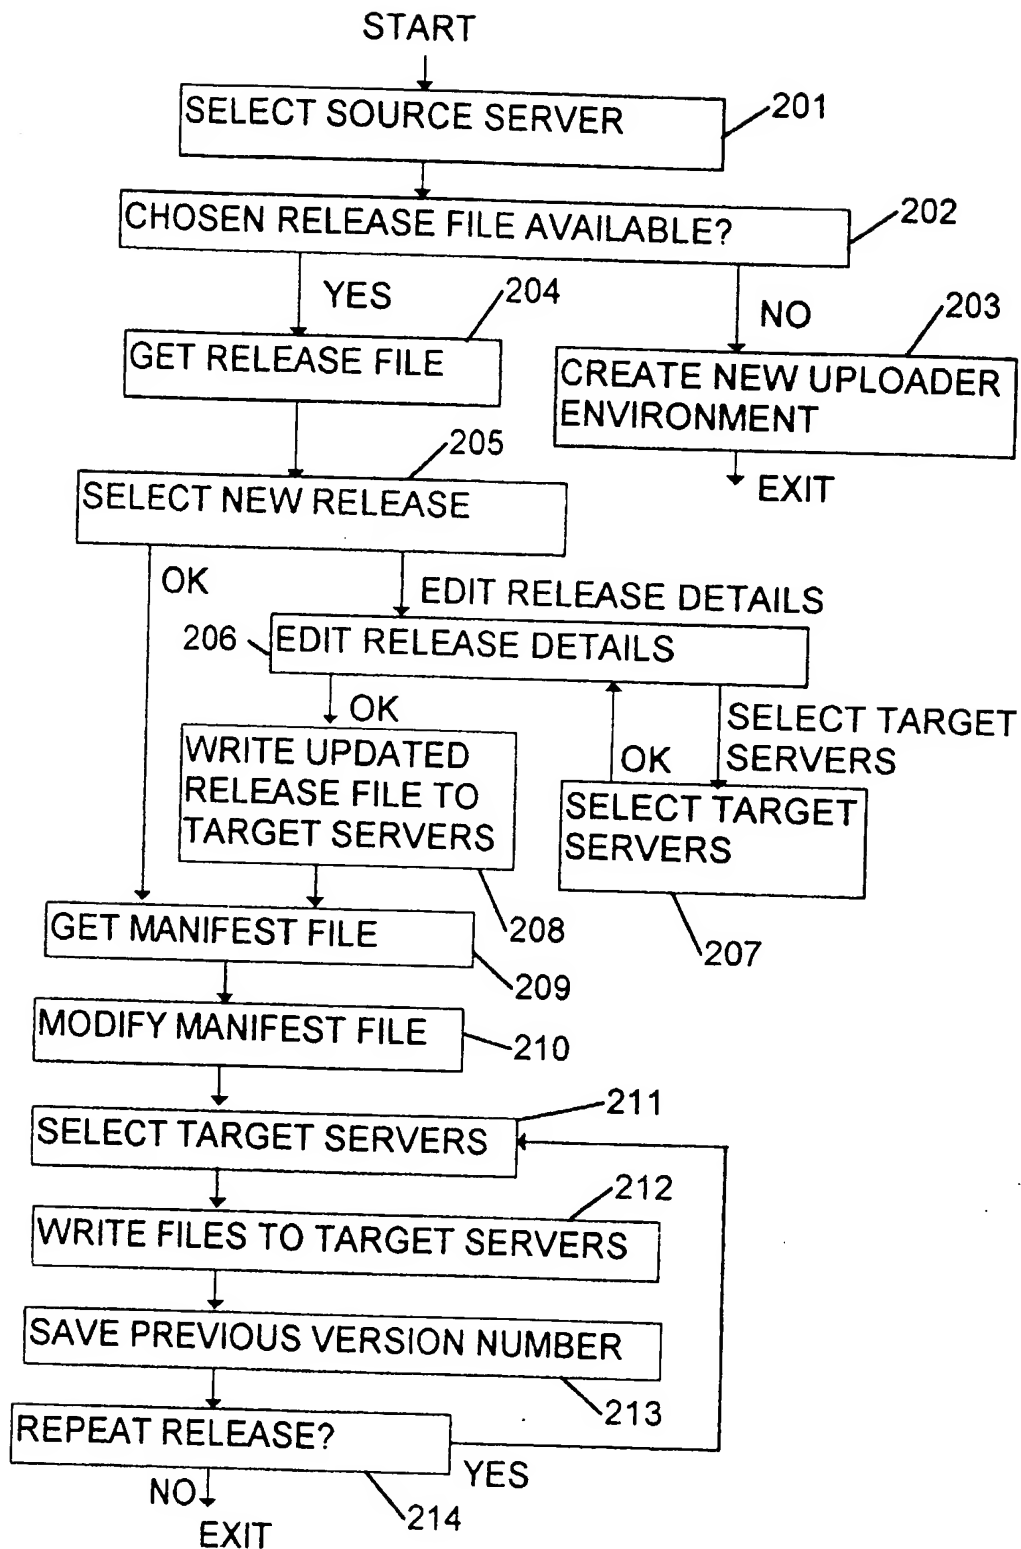 START
SELECT SOURCE SERVER
201
CHOSEN RELEASE FILE AVAILABLE?
202
YES
204
NO
203
GET RELEASE FILE
CREATE NEW UPLOADER
ENVIRONMENT
205
EXIT
SELECT NEW RELEASE
OK
EDIT RELEASE DETAILS
206
EDIT RELEASE DETAILS
OK
SELECT TARGET
SERVERS
OK
WRITE UPDATED
RELEASE FILE TO
TARGET SERVERS
SELECT TARGET
SERVERS
208
207
GET MANIFEST FILE
209
MODIFY MANIFEST FILE
210
211
SELECT TARGET SERVERS
212
WRITE FILES TO TARGET SERVERS
SAVE PREVIOUS VERSION NUMBER
213
REPEAT RELEASE?
YES
NO
214
EXIT